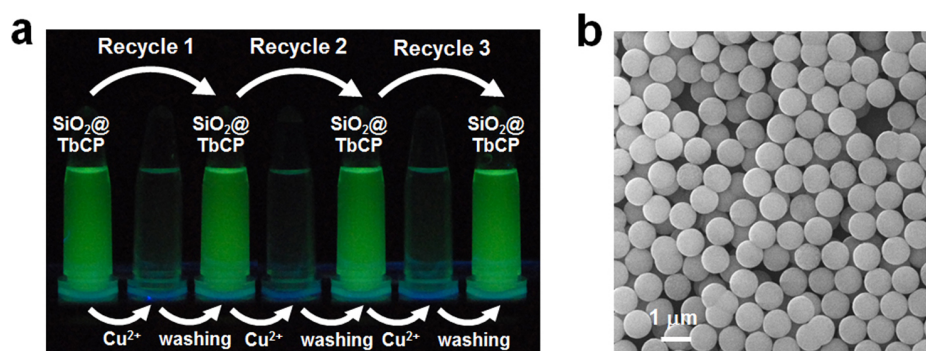 a
Recycle 1 Recycle 2 Recycle 3
SiO₂@ SiO₂@ SiO₂@ SiO₂@
TbCP TbCP TbCP TbCP
Cu²⁺ washing Cu²⁺ washing Cu²⁺ washing
b
1 μm